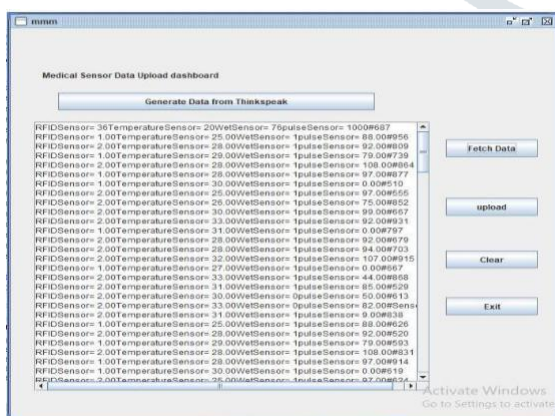 mmm
Medical Sensor Data Upload dashboard
Generate Data from Thinkspeak
RFIDSensor= 36TemperatureSensor= 20WetSensor= 76pulseSensor= 1000#687
RFIDSensor= 1.00TemperatureSensor= 25.00WetSensor= 1pulseSensor= 88.00#956
RFIDSensor= 2.00TemperatureSensor= 28.00WetSensor= 1pulseSensor= 92.00#809
RFIDSensor= 1.00TemperatureSensor= 29.00WetSensor= 1pulseSensor= 79.00#739
RFIDSensor= 2.00TemperatureSensor= 28.00WetSensor= 1pulseSensor= 108.00#864
RFIDSensor= 1.00TemperatureSensor= 28.00WetSensor= 1pulseSensor= 97.00#877
RFIDSensor= 1.00TemperatureSensor= 30.00WetSensor= 1pulseSensor= 0.00#510
RFIDSensor= 2.00TemperatureSensor= 25.00WetSensor= 1pulseSensor= 97.00#555
RFIDSensor= 2.00TemperatureSensor= 26.00WetSensor= 1pulseSensor= 75.00#852
RFIDSensor= 2.00TemperatureSensor= 30.00WetSensor= 1pulseSensor= 99.00#667
RFIDSensor= 2.00TemperatureSensor= 33.00WetSensor= 1pulseSensor= 92.00#931
RFIDSensor= 1.00TemperatureSensor= 31.00WetSensor= 1pulseSensor= 0.00#797
RFIDSensor= 2.00TemperatureSensor= 28.00WetSensor= 1pulseSensor= 92.00#679
RFIDSensor= 2.00TemperatureSensor= 28.00WetSensor= 1pulseSensor= 94.00#703
RFIDSensor= 2.00TemperatureSensor= 32.00WetSensor= 1pulseSensor= 107.00#915
RFIDSensor= 1.00TemperatureSensor= 27.00WetSensor= 1pulseSensor= 0.00#667
RFIDSensor= 2.00TemperatureSensor= 33.00WetSensor= 1pulseSensor= 44.00#868
RFIDSensor= 2.00TemperatureSensor= 31.00WetSensor= 1pulseSensor= 85.00#529
RFIDSensor= 2.00TemperatureSensor= 30.00WetSensor= 0pulseSensor= 50.00#613
RFIDSensor= 2.00TemperatureSensor= 33.00WetSensor= 0pulseSensor= 82.00#Sens
RFIDSensor= 2.00TemperatureSensor= 31.00WetSensor= 1pulseSensor= 9.00#838
RFIDSensor= 1.00TemperatureSensor= 25.00WetSensor= 1pulseSensor= 88.00#626
RFIDSensor= 2.00TemperatureSensor= 28.00WetSensor= 1pulseSensor= 92.00#520
RFIDSensor= 1.00TemperatureSensor= 29.00WetSensor= 1pulseSensor= 79.00#593
RFIDSensor= 2.00TemperatureSensor= 28.00WetSensor= 1pulseSensor= 108.00#831
RFIDSensor= 1.00TemperatureSensor= 28.00WetSensor= 1pulseSensor= 97.00#914
RFIDSensor= 1.00TemperatureSensor= 30.00WetSensor= 1pulseSensor= 0.00#619
RFIDSensor= 2.00TemperatureSensor= 25.00WetSensor= 1pulseSensor= 97.00#624
Fetch Data
upload
Clear
Exit
Activate Windows
Go to Settings to activate